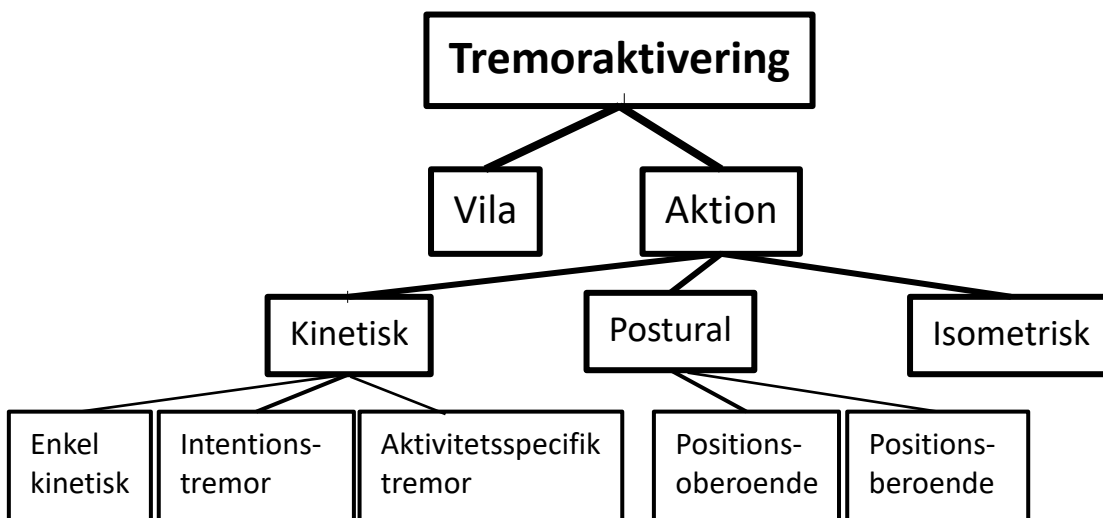 Tremoraktivering
Vila
Aktion
Kinetisk
Postural
Isometrisk
Enkel
kinetisk
Intentions-
tremor
Aktivitetsspecifik
tremor
Positions-
oberoende
Positions-
beroende